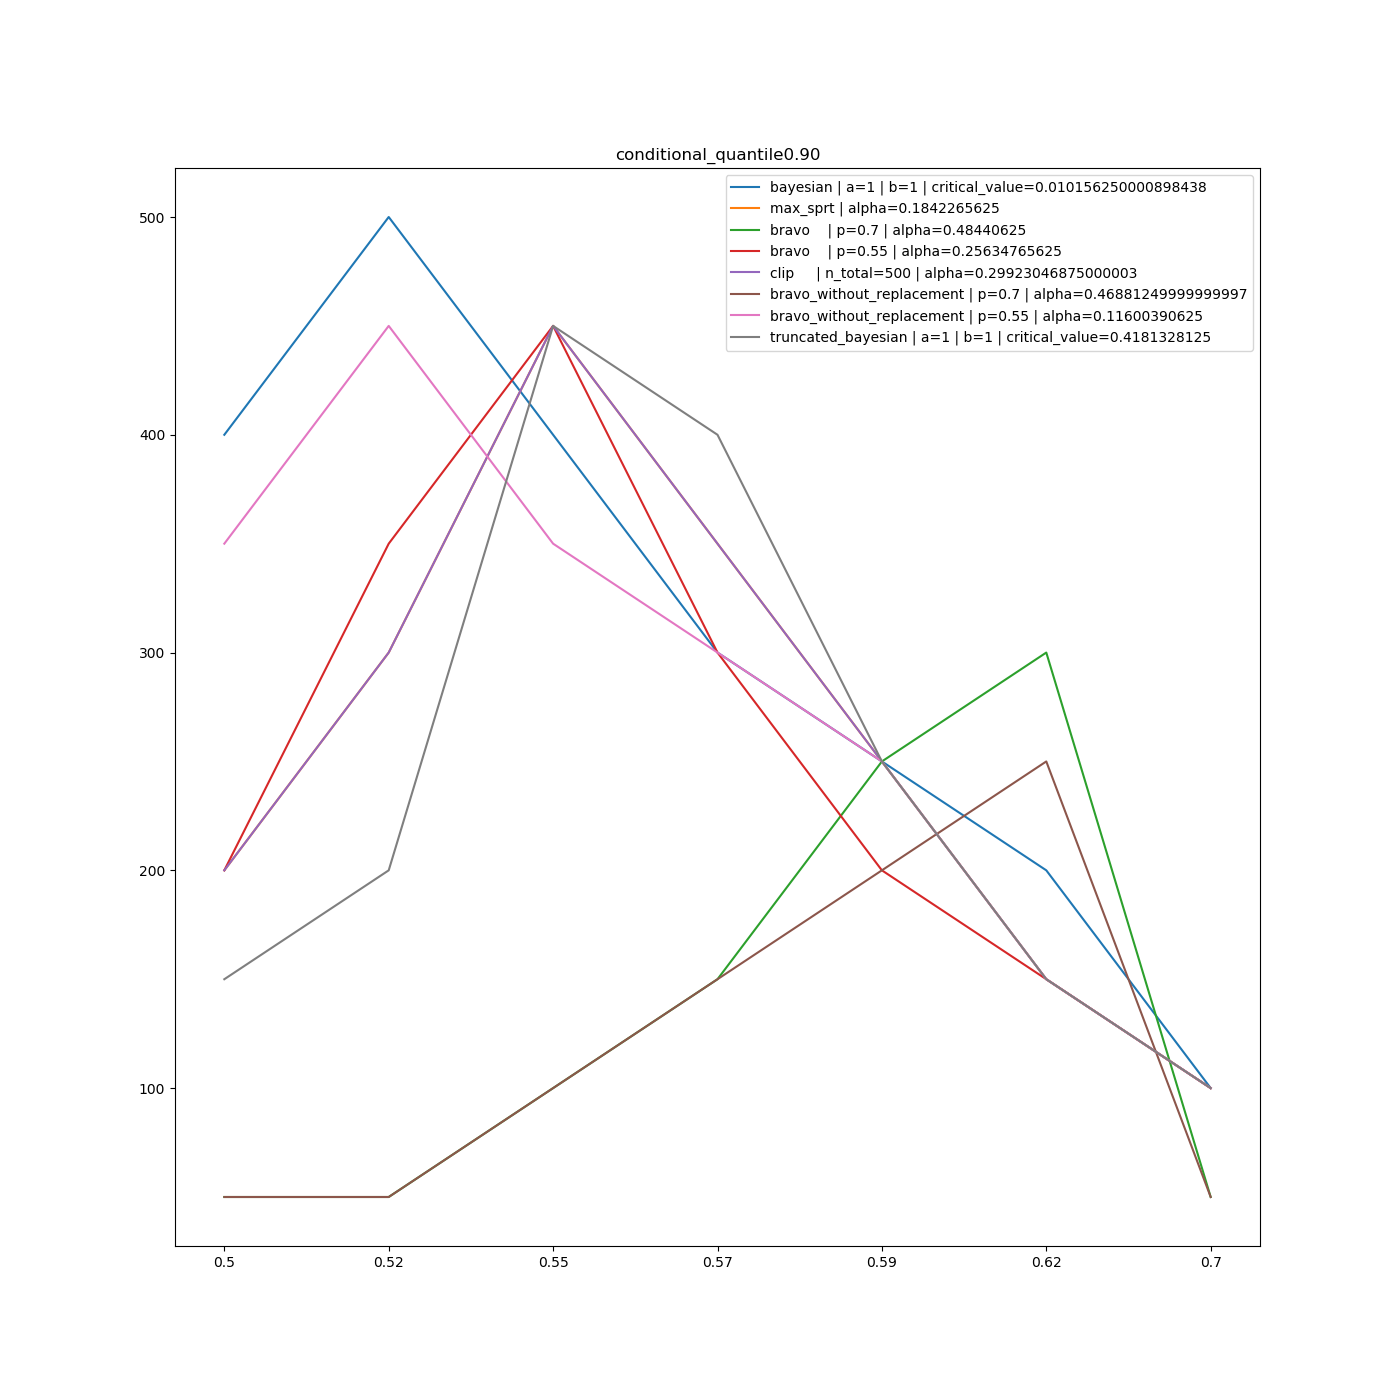 conditional_quantile0.90
bayesian | a=1 | b=1 | critical_value=0.010156250000898438
max_sprt | alpha=0.1842265625
bravo    | p=0.7 | alpha=0.48440625
bravo    | p=0.55 | alpha=0.25634765625
clip     | n_total=500 | alpha=0.29923046875000003
bravo_without_replacement | p=0.7 | alpha=0.46881249999999997
bravo_without_replacement | p=0.55 | alpha=0.11600390625
truncated_bayesian | a=1 | b=1 | critical_value=0.4181328125
500
400
300
200
100
0.5 0.52 0.55 0.57 0.59 0.62 0.7